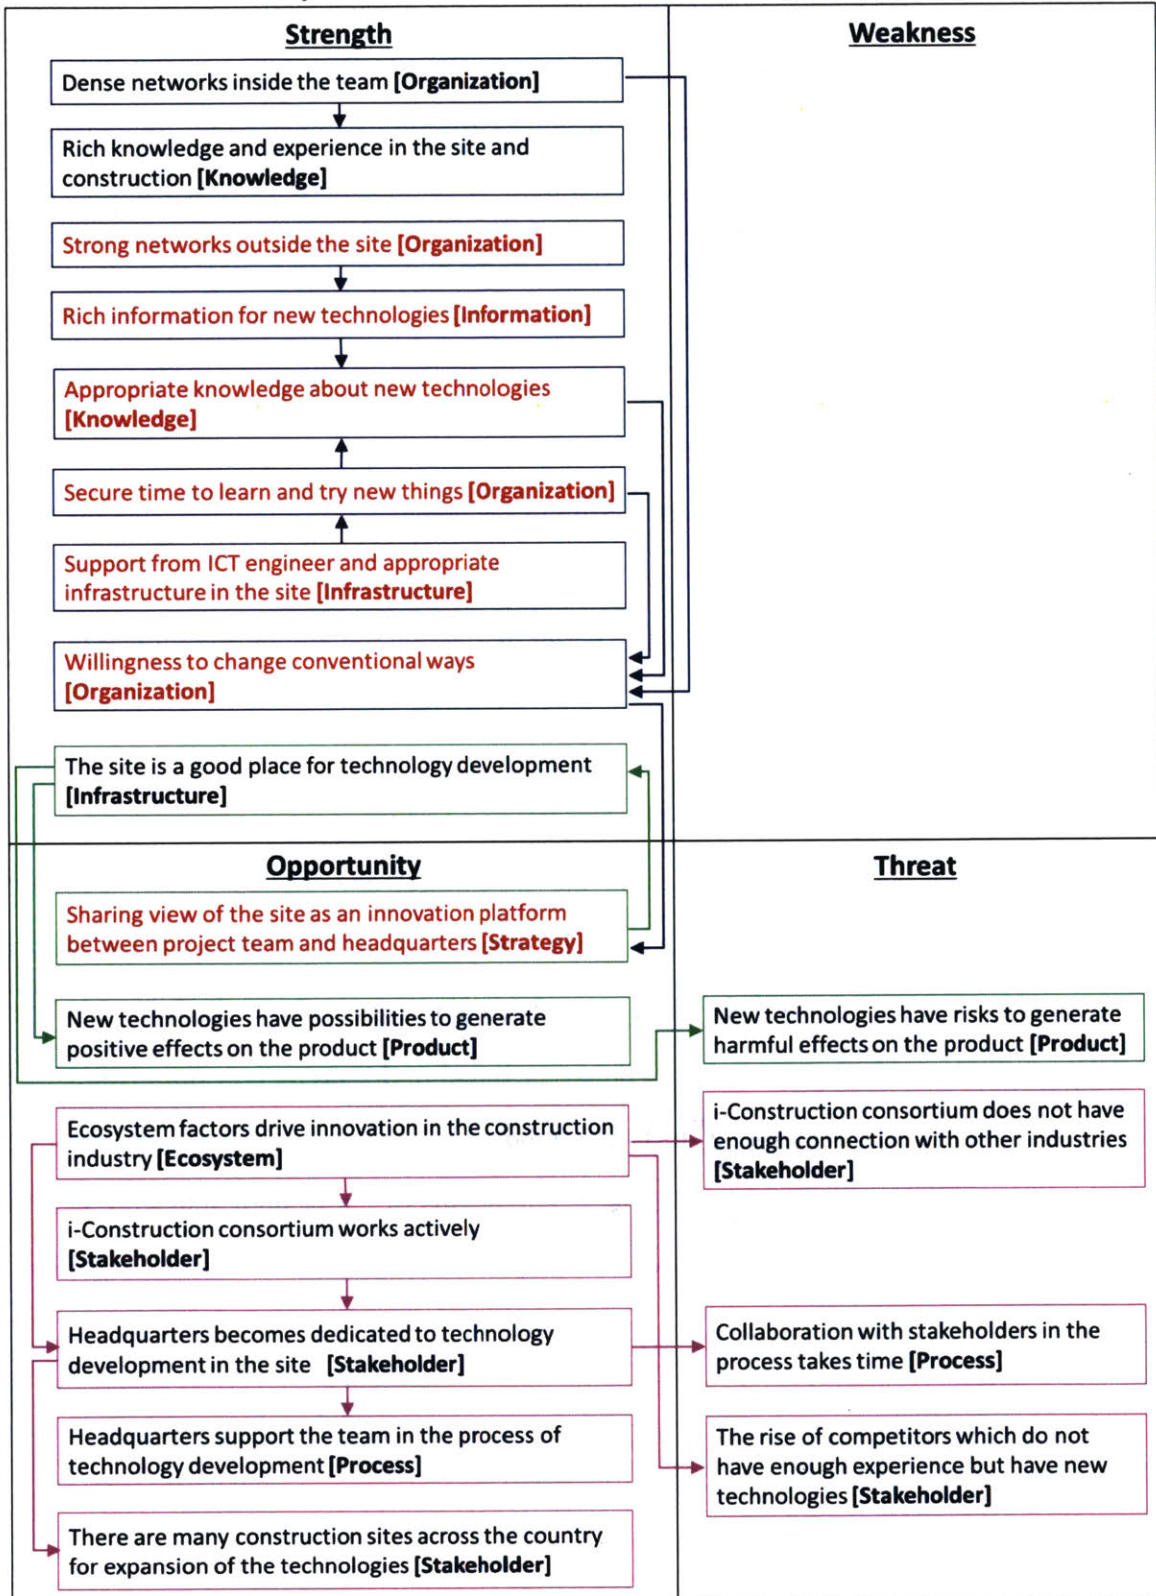 Strength
Dense networks inside the team [Organization]
Rich knowledge and experience in the site and
construction [Knowledge]
Strong networks outside the site [Organization]
Rich information for new technologies [Information]
Appropriate knowledge about new technologies
[Knowledge]
Secure time to learn and try new things [Organization]
Support from ICT engineer and appropriate
infrastructure in the site [Infrastructure]
Willingness to change conventional ways
[Organization]
The site is a good place for technology development
[Infrastructure]
Weakness
Opportunity
Sharing view of the site as an innovation platform
between project team and headquarters [Strategy]
New technologies have possibilities to generate
positive effects on the product [Product]
Ecosystem factors drive innovation in the construction
industry [Ecosystem]
i-Construction consortium works actively
[Stakeholder]
Headquarters becomes dedicated to technology
development in the site [Stakeholder]
Headquarters support the team in the process of
technology development [Process]
There are many construction sites across the country
for expansion of the technologies [Stakeholder]
Threat
New technologies have risks to generate
harmful effects on the product [Product]
i-Construction consortium does not have
enough connection with other industries
[Stakeholder]
Collaboration with stakeholders in the
process takes time [Process]
The rise of competitors which do not
have enough experience but have new
technologies [Stakeholder]